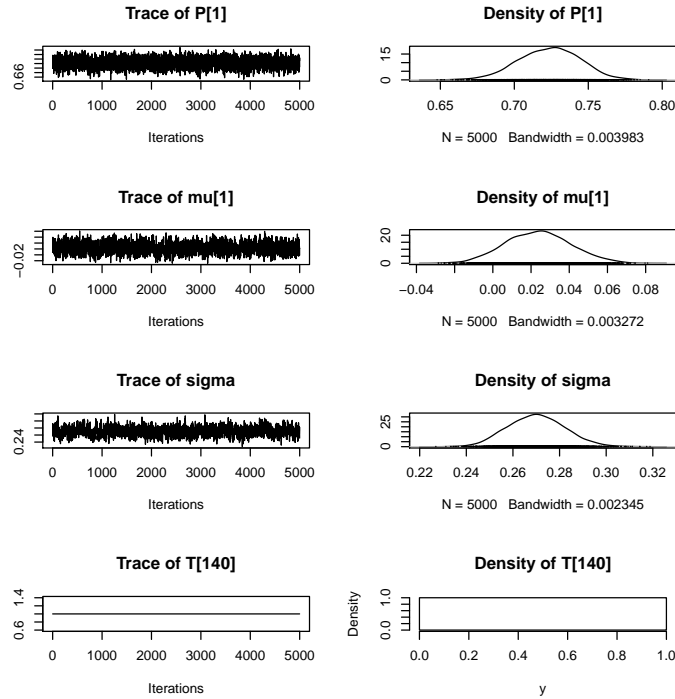 Trace of P[1]
0.66
0 1000 2000 3000 4000 5000
Iterations
Density of P[1]
0 15
0.65 0.70 0.75 0.80
N = 5000 Bandwidth = 0.003983
Trace of mu[1]
−0.02
0 1000 2000 3000 4000 5000
Iterations
Density of mu[1]
0 20
−0.04 0.00 0.02 0.04 0.06 0.08
N = 5000 Bandwidth = 0.003272
Trace of sigma
0.24
0 1000 2000 3000 4000 5000
Iterations
Density of sigma
0 25
0.22 0.24 0.26 0.28 0.30 0.32
N = 5000 Bandwidth = 0.002345
Trace of T[140]
0.6 1.4
0 1000 2000 3000 4000 5000
Iterations
Density of T[140]
Density
0.0 1.0
0.0 0.2 0.4 0.6 0.8 1.0
y